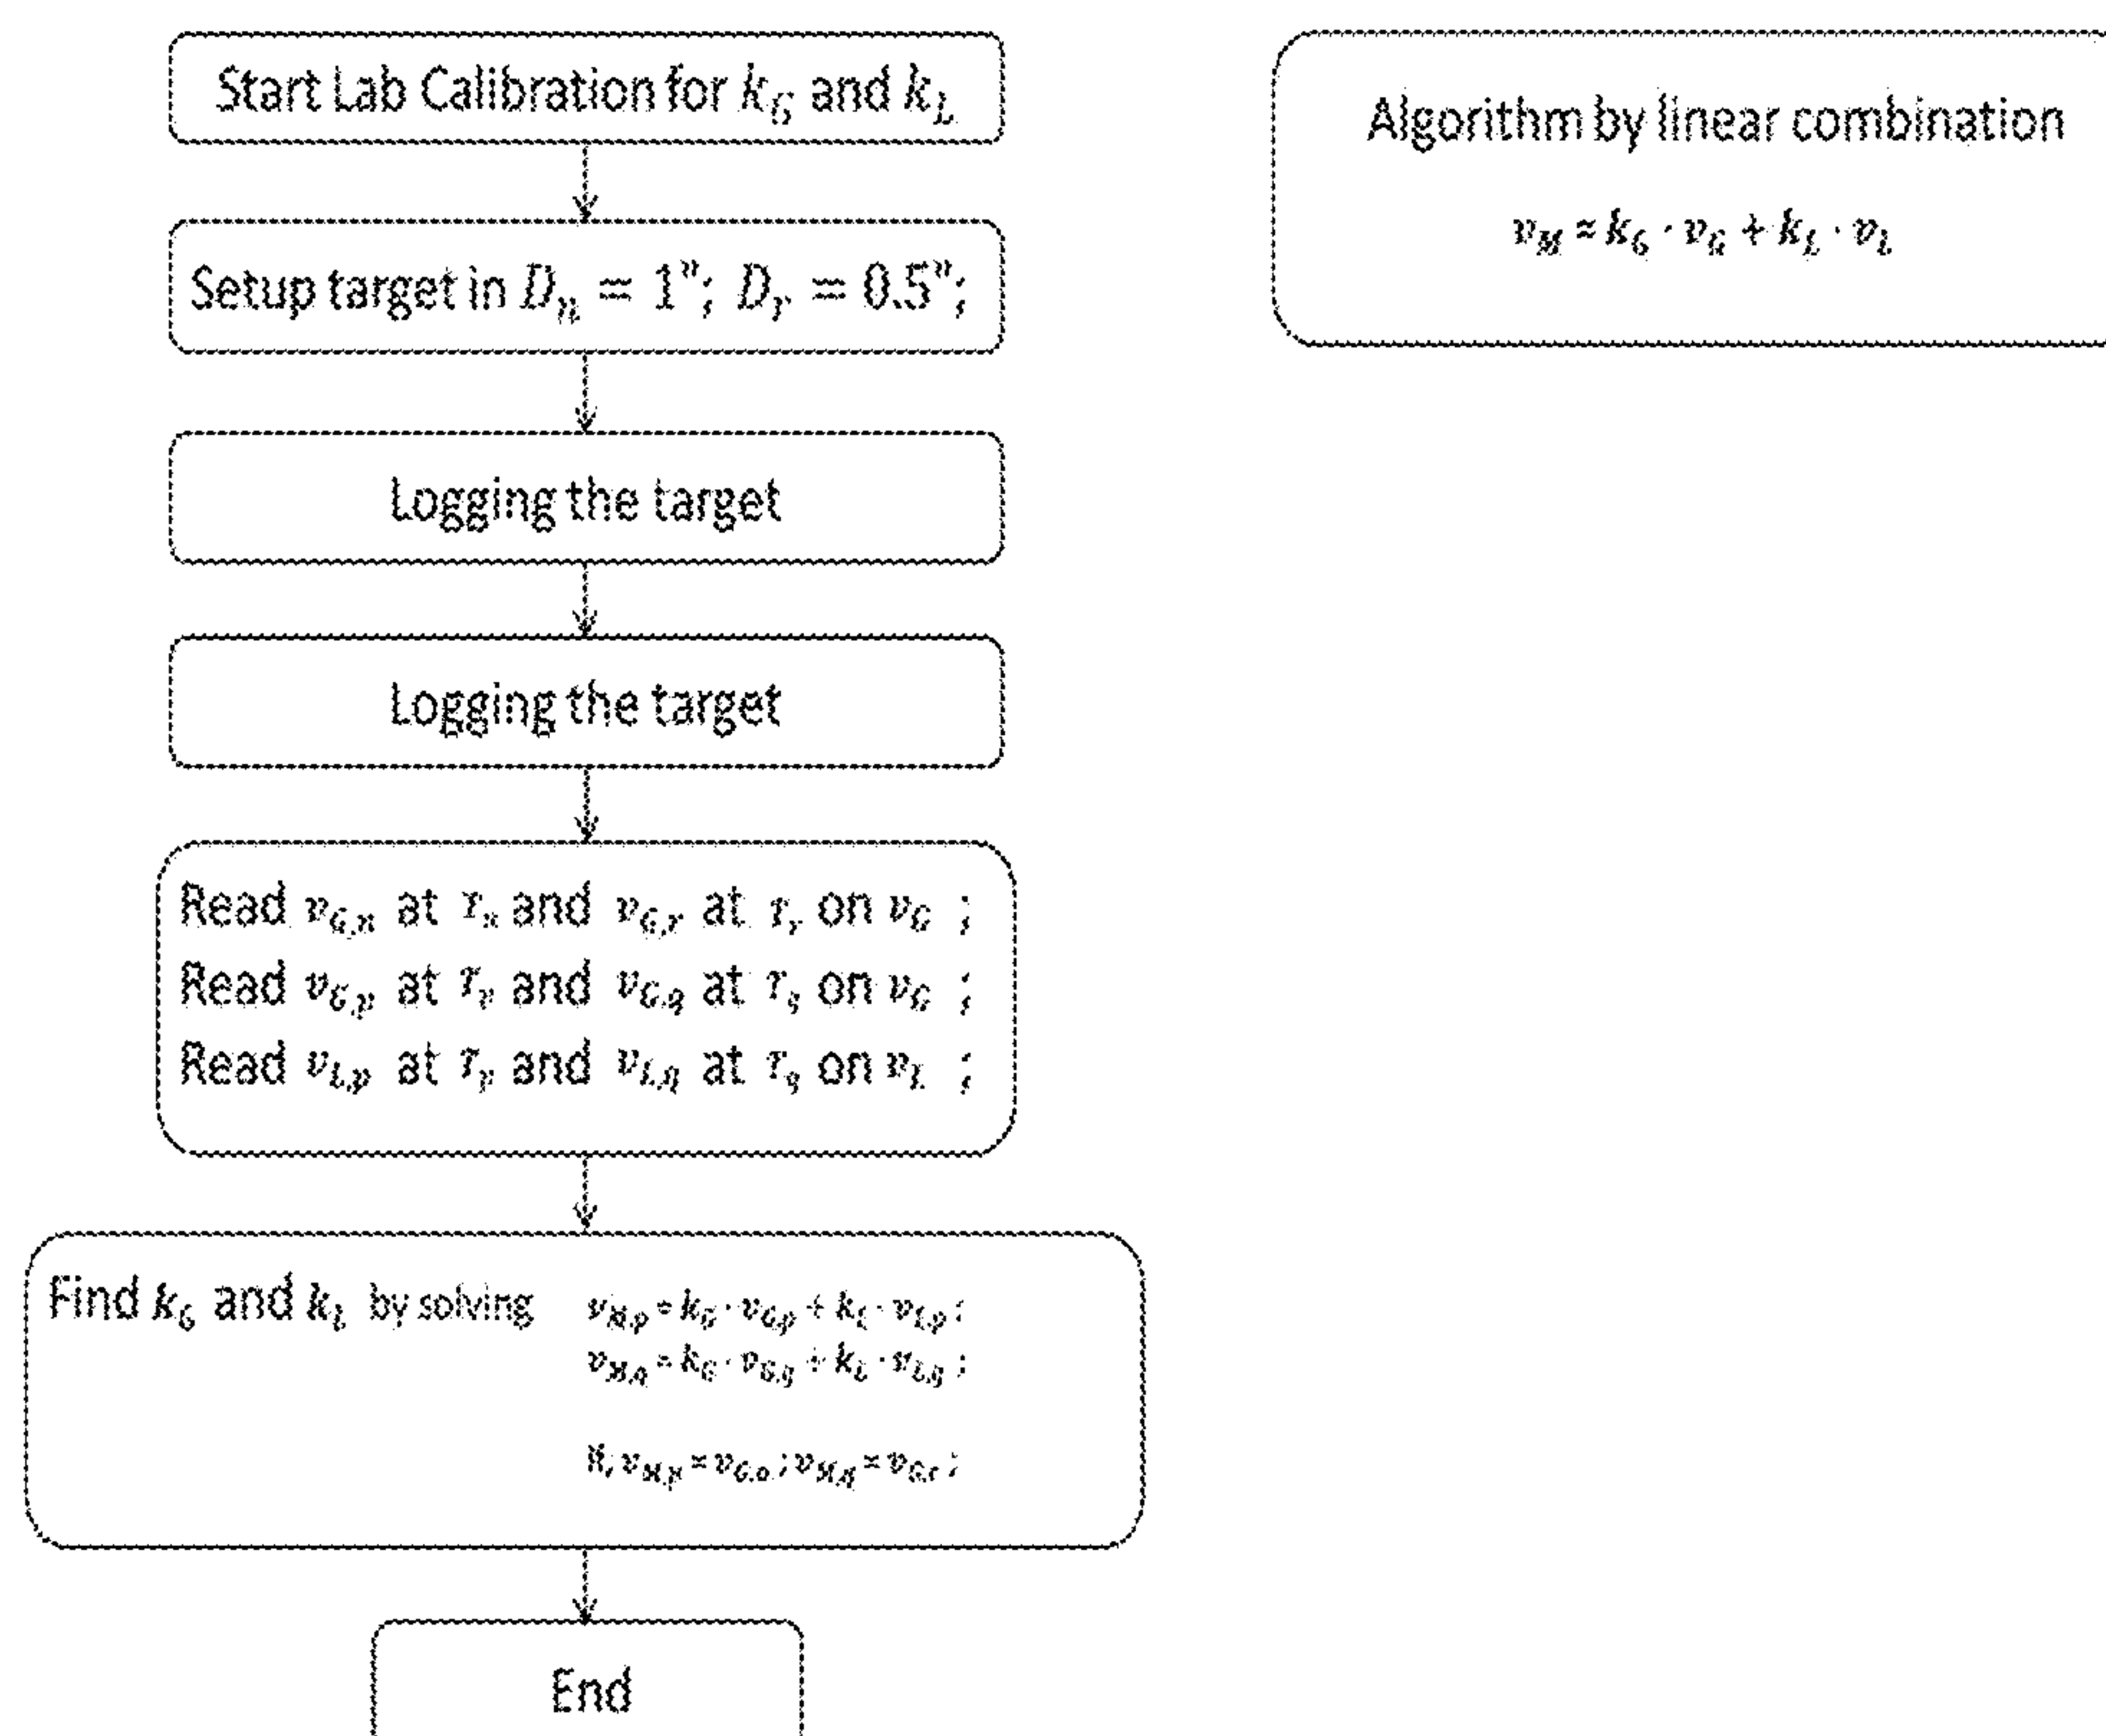 Start Lab Calibration for k_G and k_L
Setup target in D_n = 1"; D_r = 0.5";
Logging the target
Logging the target
Read v_G,n at r_n and v_G,r at r_r on v_G ;
Read v_G,p at r_p and v_G,q at r_q on v_G ;
Read v_L,p at r_p and v_L,q at r_q on v_L ;
Find k_G and k_L by solving v_M,p = k_G · v_G,p + k_L · v_L,p ;
v_M,q = k_G · v_G,q + k_L · v_L,q ;
v_M,p = v_G,n ; v_M,q = v_G,r ;
End
Algorithm by linear combination
v_M = k_G · v_G + k_L · v_L